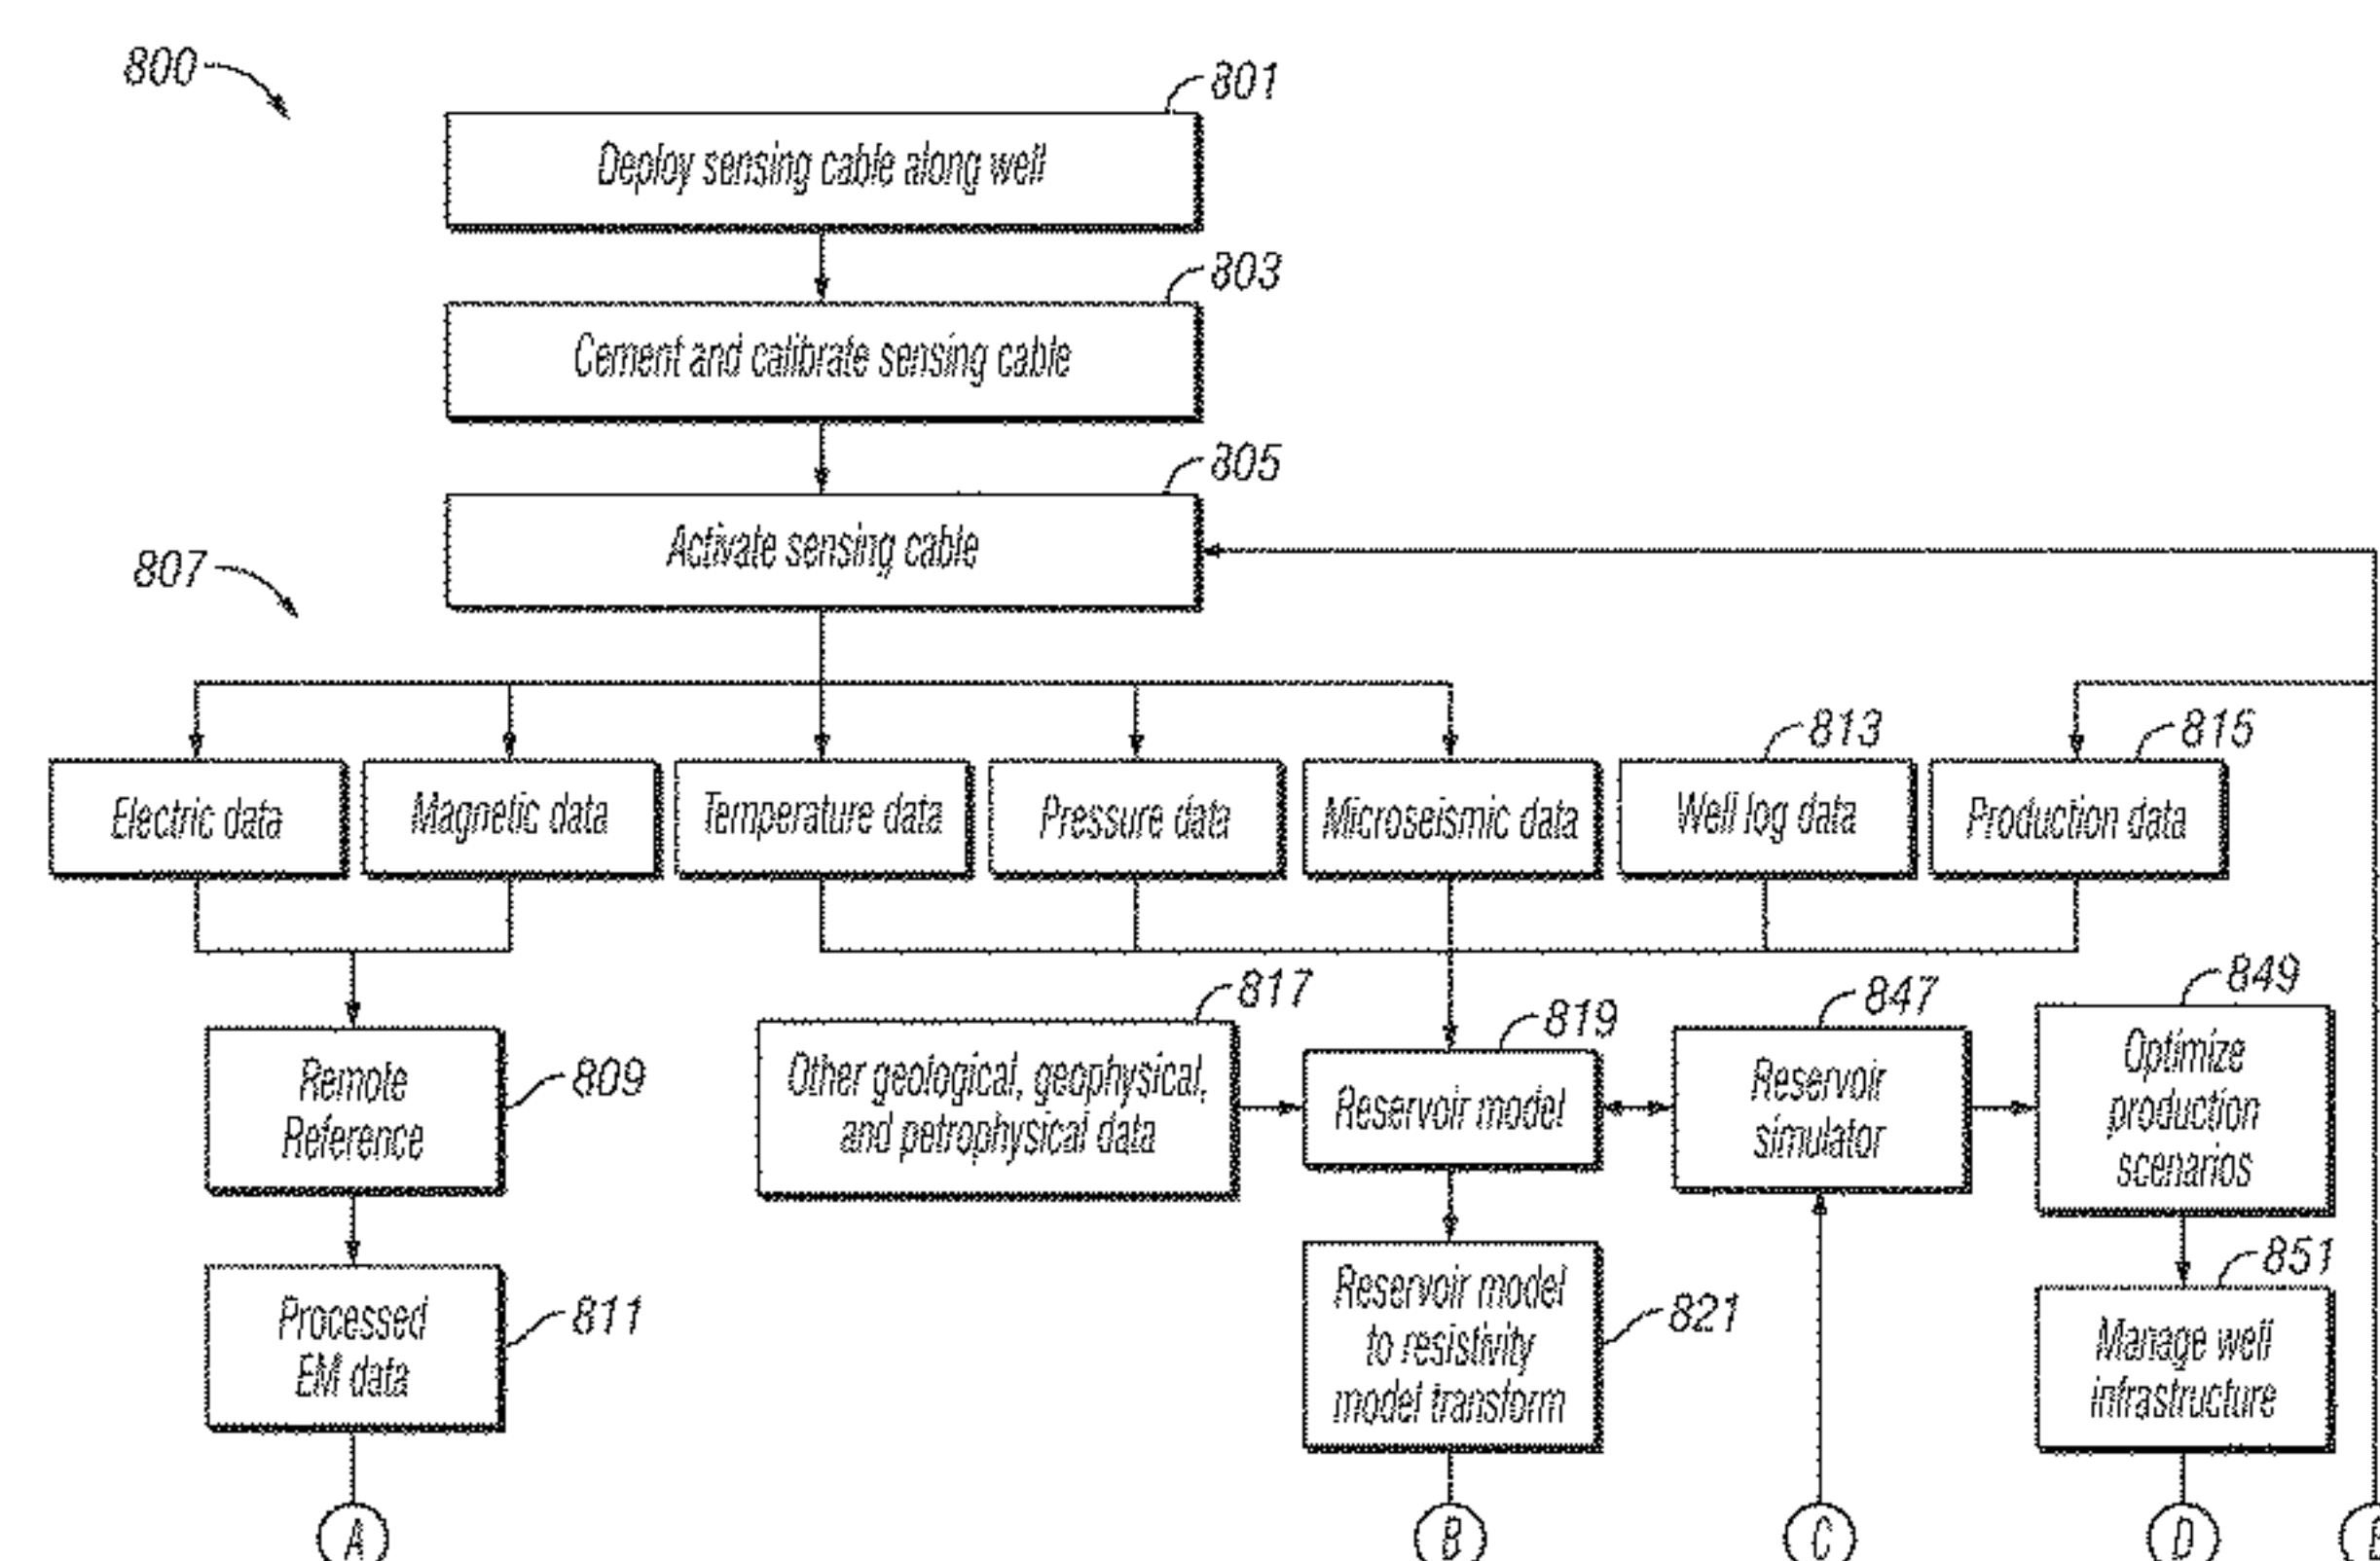 800
801
Deploy sensing cable along well
803
Cement and calibrate sensing cable
805
Activate sensing cable
807
813
815
Electric data
Magnetic data
Temperature data
Pressure data
Microseismic data
Well log data
Production data
817
819
847
849
Remote
Reference
809
Other geological, geophysical,
and petrophysical data
Reservoir model
Reservoir
simulator
Optimize
production
scenarios
851
Processed
EM data
811
Reservoir model
to resistivity
model transform
821
Manage well
infrastructure
A
B
C
D